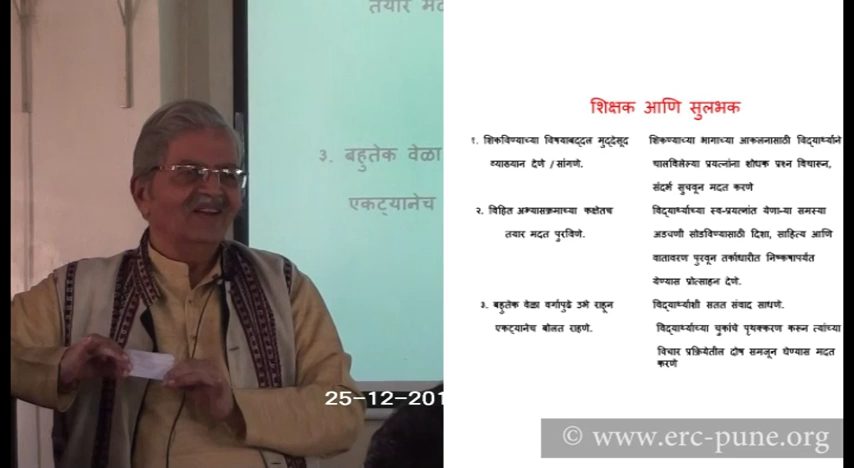 तयार मद
३. बहुतेक वेळा
एकट्यानेच
25-12-201
शिक्षक आणि सुलभक
१. शिकविण्याच्या विषयाबद्दल मुद्देसूद
व्याख्यान देणे / सांगणे.
शिकण्याच्या भागाच्या आकलनासाठी विद्यार्थ्याने
चालविलेल्या प्रयत्नांना शोधक प्रश्न विचारून,
संदर्भ सुचवून मदत करणे
२. विहित अभ्यासक्रमाच्या कक्षेतच
तयार मदत पुरविणे.
विद्यार्थ्याच्या स्व-प्रयत्नांत येणा-या समस्या
अडचणी सोडविण्यासाठी दिशा, साहित्य आणि
वातावरण पुरवून तर्काधारीत निष्कषापर्यंत
येण्यास प्रोत्साहन देणे.
३. बहुतेक वेळा वर्गापुढे उभे राहून
एकट्यानेच बोलत राहणे.
विद्यार्थ्याशी सतत संवाद साधणे.
विद्यार्थ्याच्या चुकांचे पृथक्करण करून त्यांच्या
विचार प्रक्रियेतील दोष समजून घेण्यास मदत
करणे
© www.erc-pune.org